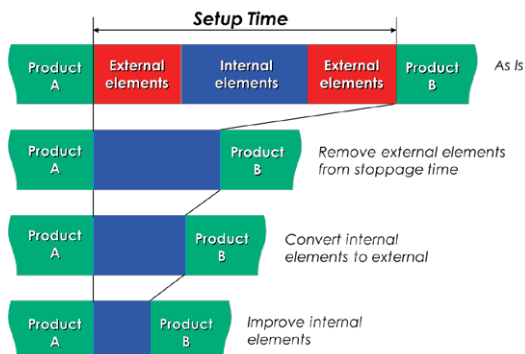 Setup Time
Product
A
External
elements
Internal
elements
External
elements
Product
B
As Is
Product
A
Product
B
Remove external elements
from stoppage time
Product
A
Product
B
Convert internal
elements to external
Product
A
Product
B
Improve internal
elements